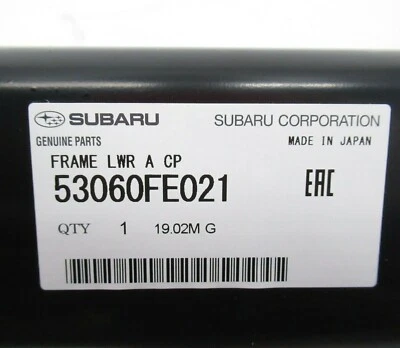 SUBARU SUBARU CORPORATION
GENUINE PARTS MADE IN JAPAN
FRAME LWR A CP
53060FE021 EAC
QTY 1 19.02M G